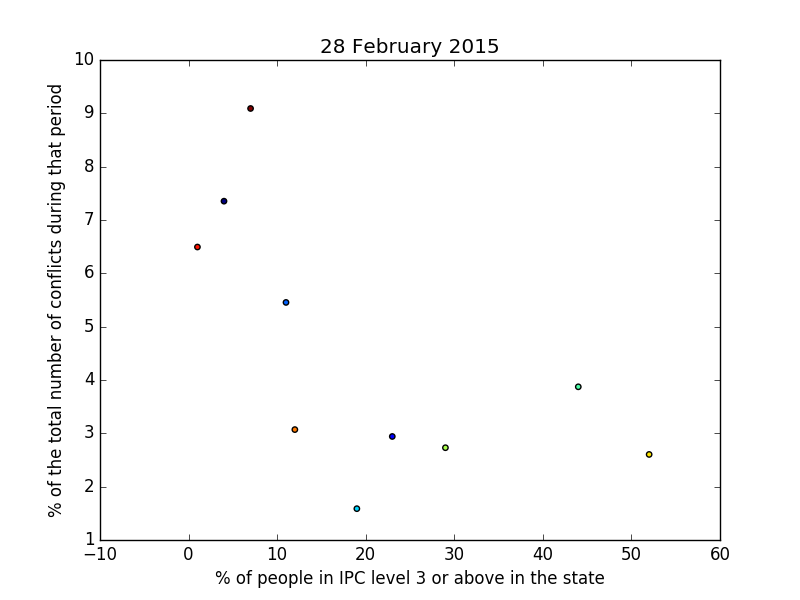 28 February 2015
% of the total number of conflicts during that period
10
9
8
7
6
5
4
3
2
1
−10 0 10 20 30 40 50 60
% of people in IPC level 3 or above in the state